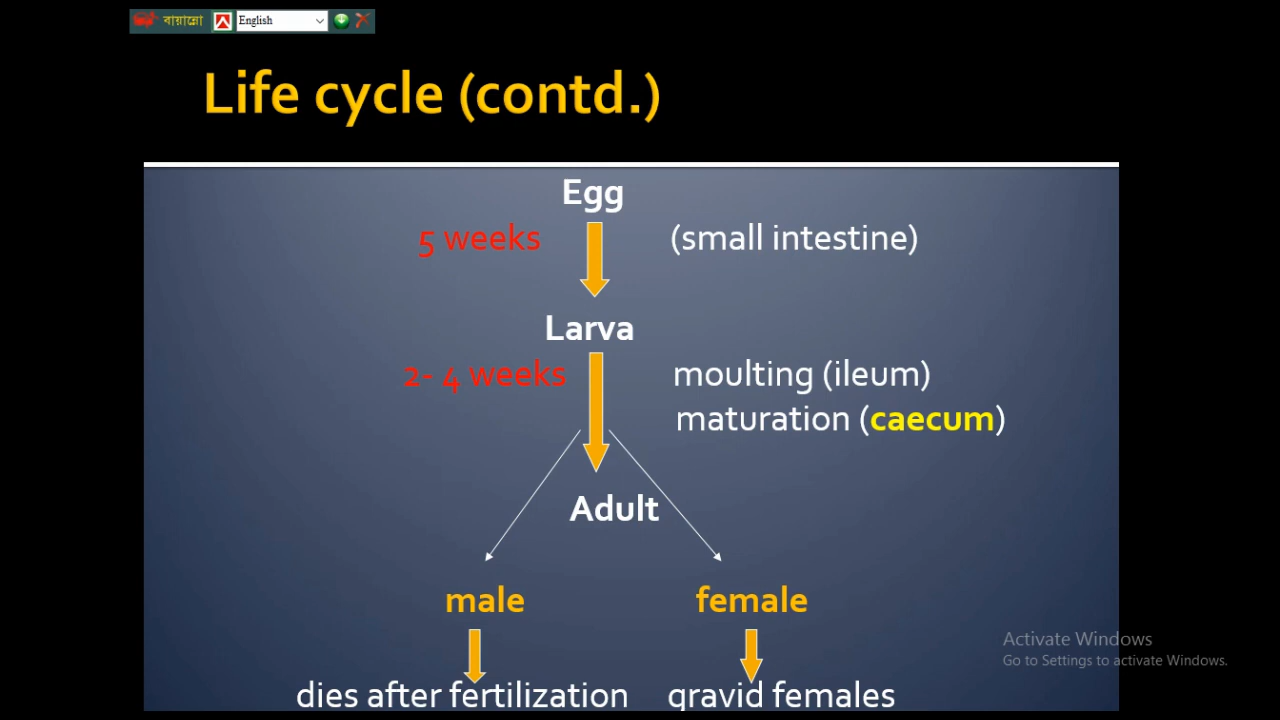 বায়ান্নো English
Life cycle (contd.)
Egg
5 weeks (small intestine)
Larva
2- 4 weeks moulting (ileum)
maturation (caecum)
Adult
male female
Activate Windows
Go to Settings to activate Windows.
dies after fertilization gravid females